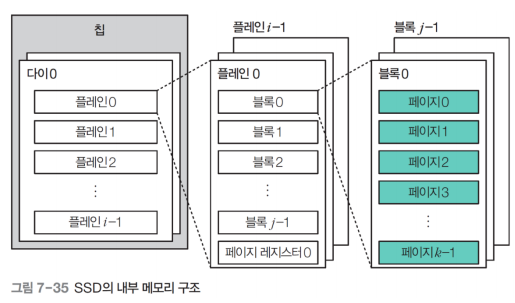 칩
다이 0
플레인 0
플레인 1
플레인 2
⋮
플레인 i-1
플레인 i-1
플레인 0
블록 0
블록 1
블록 2
⋮
블록 j-1
페이지 레지스터 0
블록 j-1
블록 0
페이지 0
페이지 1
페이지 2
페이지 3
⋮
페이지 k-1
그림 7-35 SSD의 내부 메모리 구조